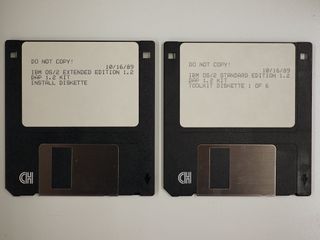 DO NOT COPY!
10/16/89
IBM OS/2 EXTENDED EDITION 1.2
DAP 1.2 KIT
INSTALL DISKETTE
CH
DO NOT COPY!
10/16/89
IBM OS/2 STANDARD EDITION 1.2
DAP 1.2 KIT
TOOLKIT DISKETTE 1 OF 6
CH